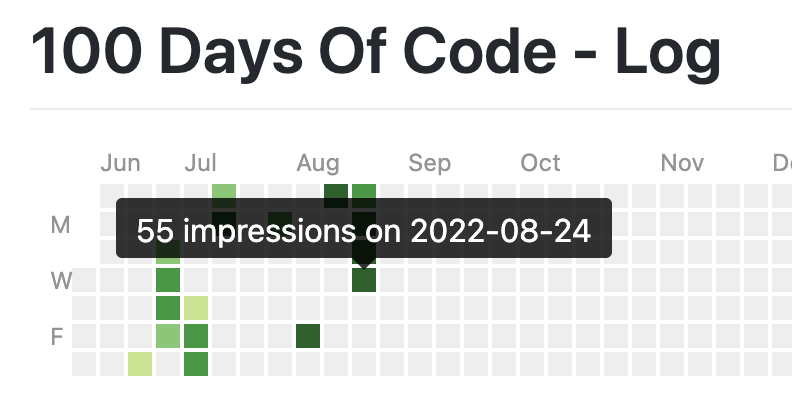 100 Days Of Code - Log
Jun Jul Aug Sep Oct Nov
M
55 impressions on 2022-08-24
W
F